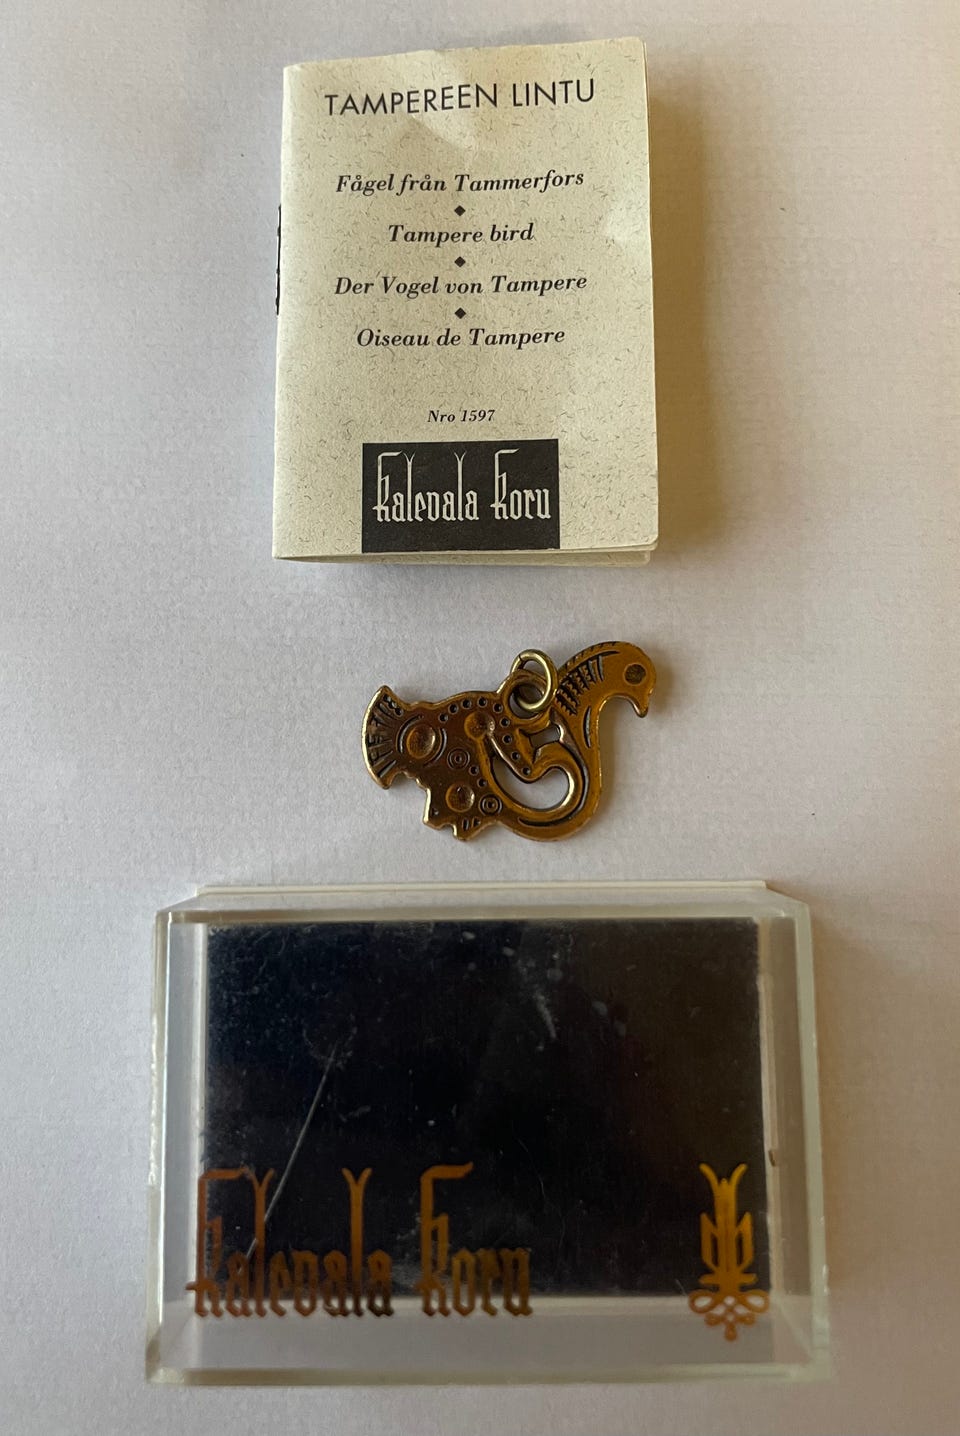 TAMPEREEN LINTU
Fågel från Tammerfors
Tampere bird
Der Vogel von Tampere
Oiseau de Tampere
Nro 1597
Kalevala Koru
Kalevala Koru